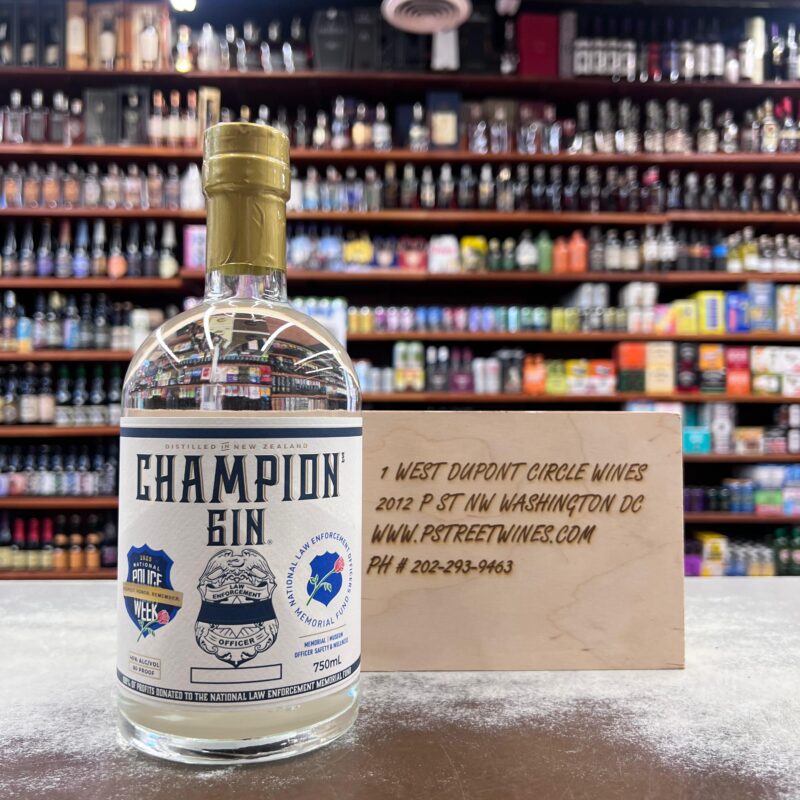 DISTILLED IN NEW ZEALAND
CHAMPION
GIN
NATIONAL
POLICE
WEEK
LAW
ENFORCEMENT
OFFICER
NATIONAL LAW ENFORCEMENT OFFICERS
MEMORIAL FUND
MEMORIAL | MUSEUM
OFFICER SAFETY & WELLNESS
40% ALC/VOL
80 PROOF
750mL
OF PROFITS DONATED TO THE NATIONAL LAW ENFORCEMENT MEMORIAL FUND
1 WEST DUPONT CIRCLE WINES
2012 P ST NW WASHINGTON DC
WWW.PSTREETWINES.COM
PH # 202-293-9463